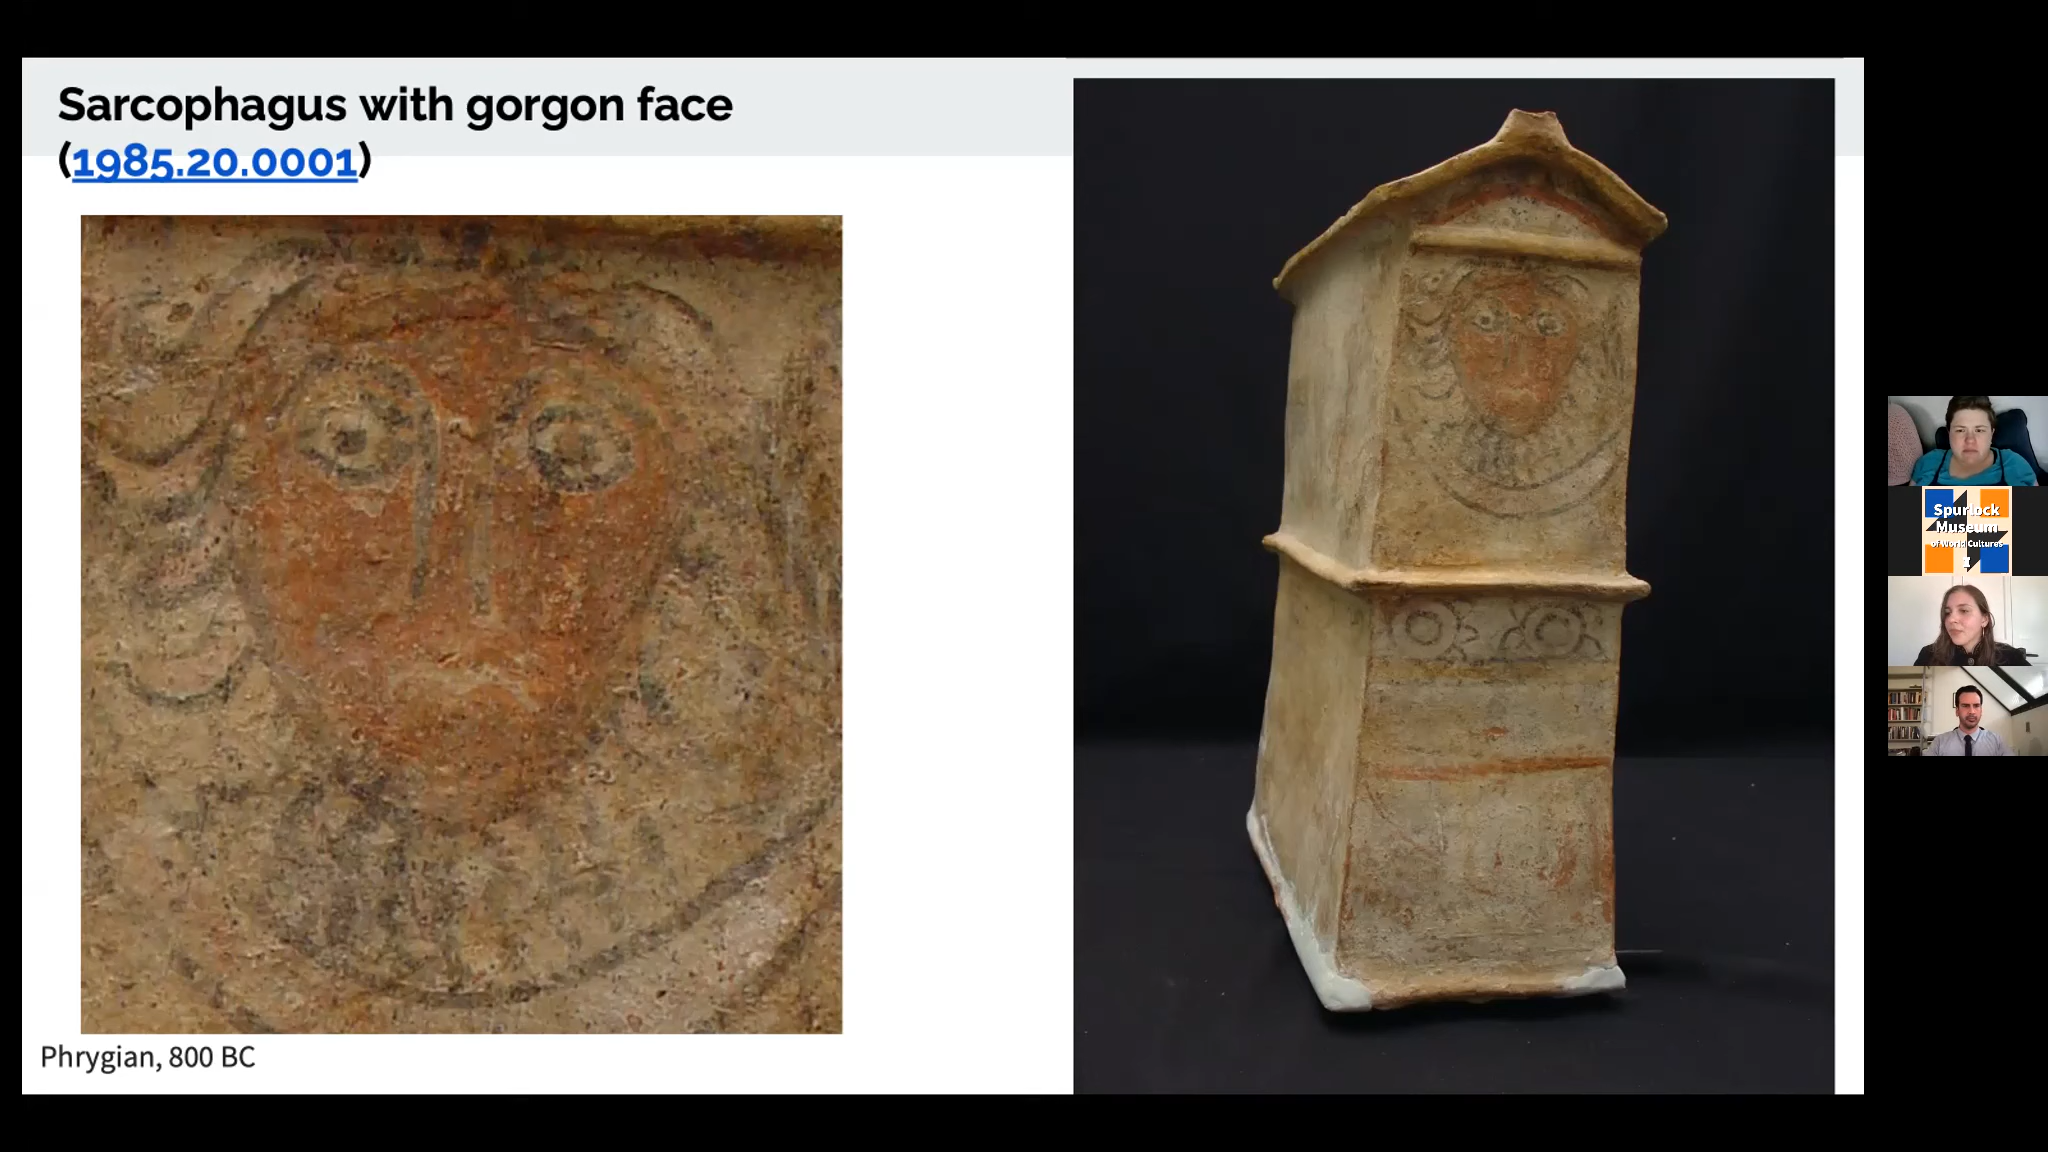 Sarcophagus with gorgon face
(1985.20.0001)
Phrygian, 800 BC
Spurlock
Museum
of World Cultures